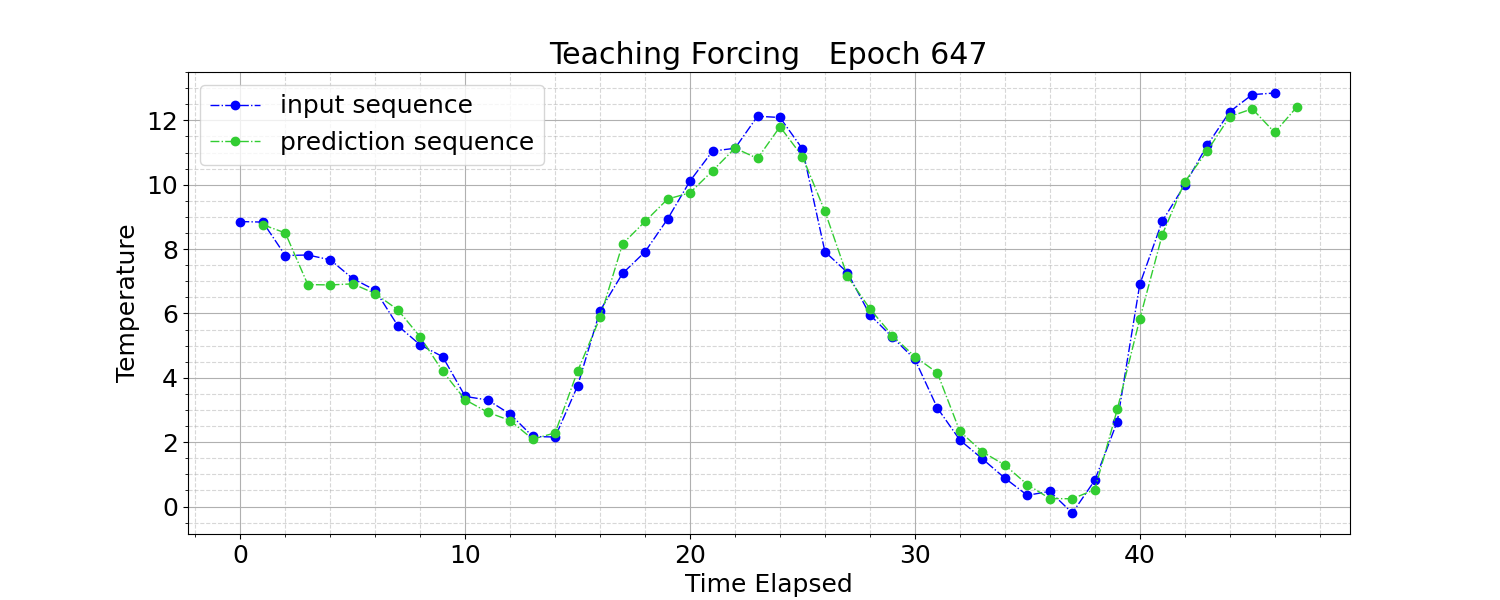 Teaching Forcing   Epoch 647
input sequence
prediction sequence
Temperature
12
10
8
6
4
2
0
0 10 20 30 40
Time Elapsed